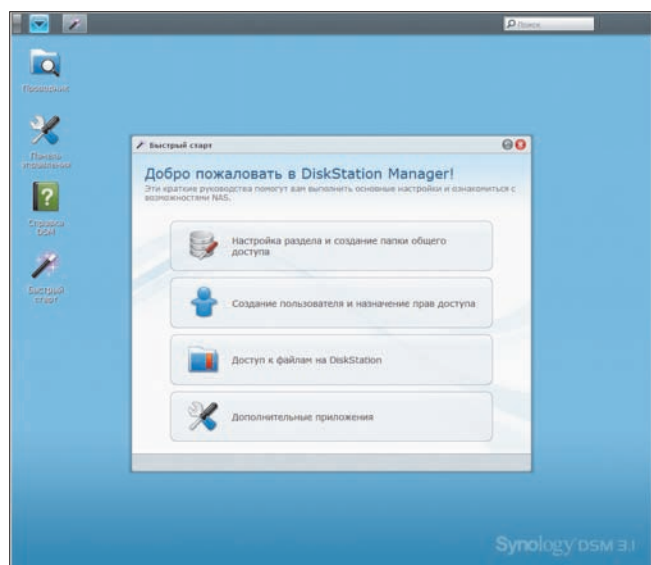 Поиск
Проводник
Панель
управления
Справка
DSM
Быстрый
старт
Быстрый старт
Добро пожаловать в DiskStation Manager!
Эти краткие руководства помогут вам выполнить основные настройки и ознакомиться с
возможностями NAS.
Настройка раздела и создание папки общего
доступа
Создание пользователя и назначение прав доступа
Доступ к файлам на DiskStation
Дополнительные приложения
Synology DSM 3.1